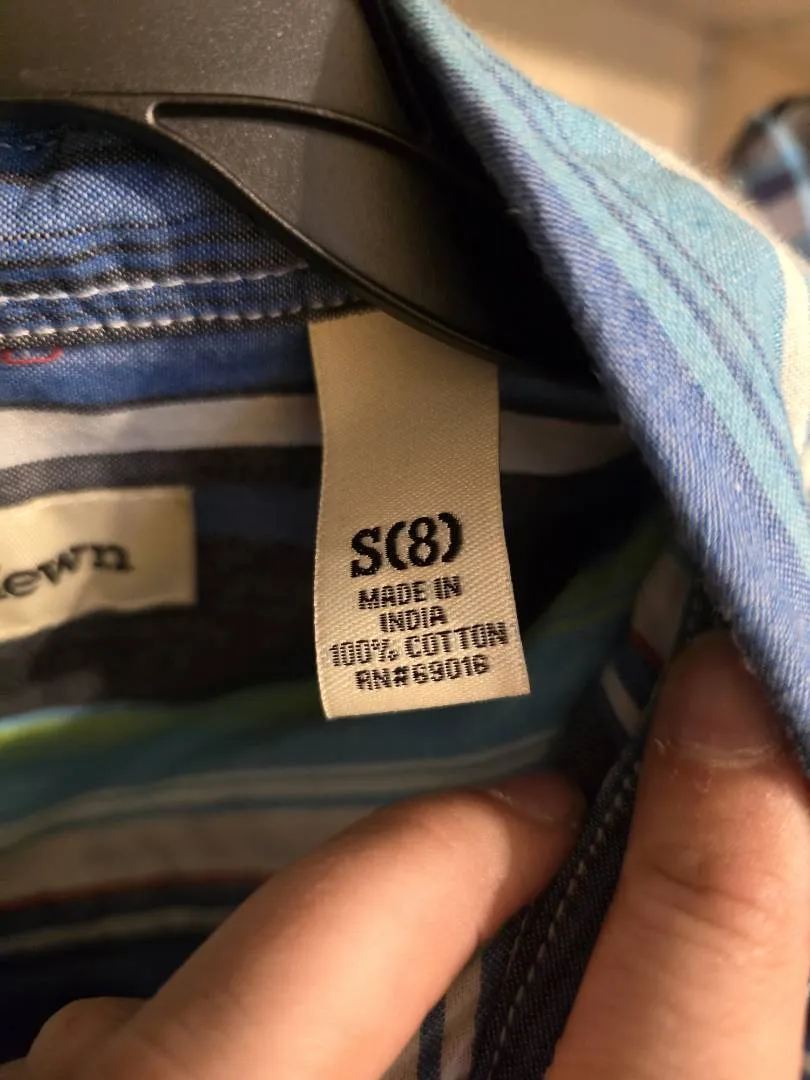 S(8)
MADE IN
INDIA
100% COTTON
RN#69016